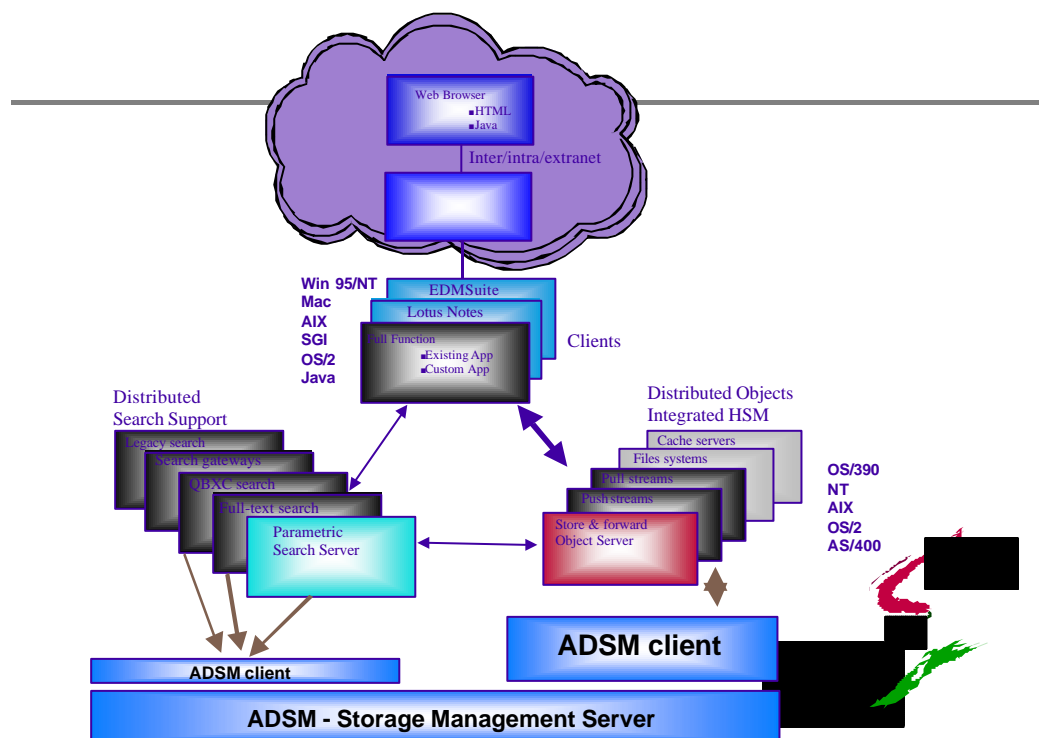 Web Browser
■HTML
■Java
Inter/intra/extranet
Win 95/NT
Mac
AIX
SGI
OS/2
Java
EDMSuite
Lotus Notes
Full Function
■Existing App
■Custom App
Clients
Distributed
Search Support
Legacy search
Search gateways
QBXC search
Full-text search
Parametric
Search Server
Distributed Objects
Integrated HSM
Cache servers
Files systems
Pull streams
Push streams
Store & forward
Object Server
OS/390
NT
AIX
OS/2
AS/400
ADSM client
ADSM client
ADSM - Storage Management Server